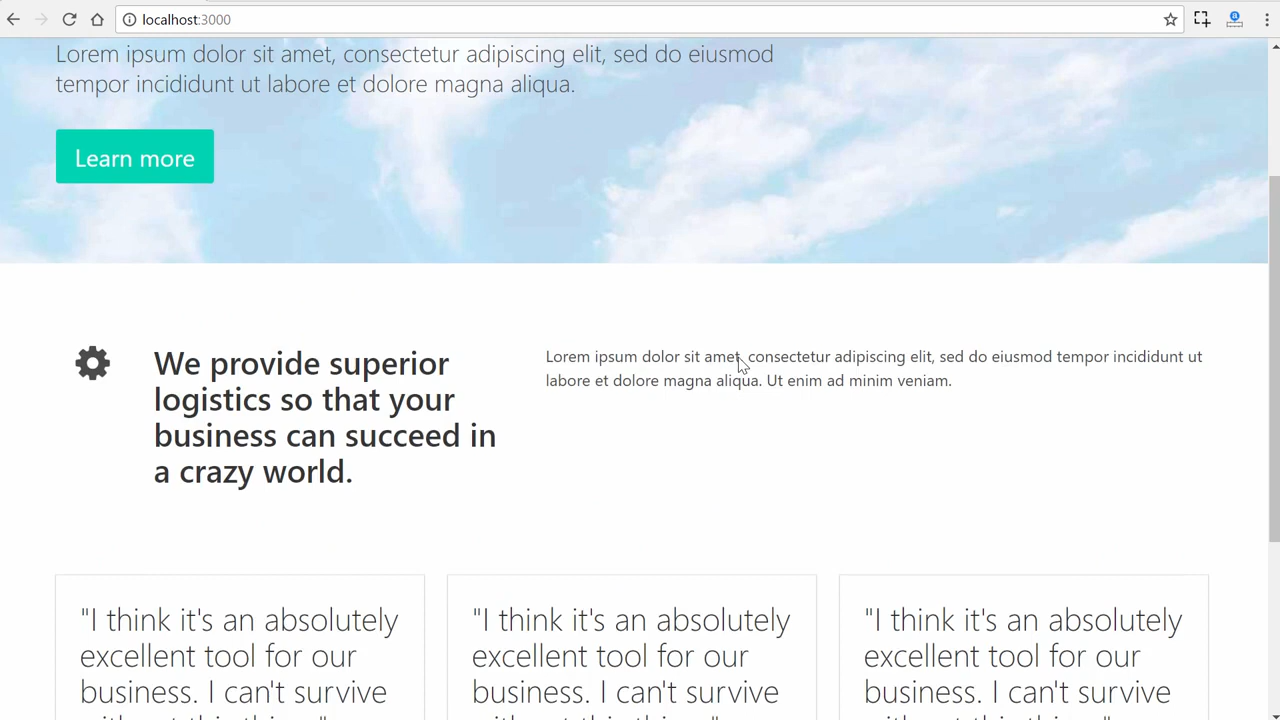 localhost:3000
Lorem ipsum dolor sit amet, consectetur adipiscing elit, sed do eiusmod
tempor incididunt ut labore et dolore magna aliqua.
Learn more
We provide superior
logistics so that your
business can succeed in
a crazy world.
Lorem ipsum dolor sit amet, consectetur adipiscing elit, sed do eiusmod tempor incididunt ut
labore et dolore magna aliqua. Ut enim ad minim veniam.
"I think it's an absolutely
excellent tool for our
business. I can't survive
"I think it's an absolutely
excellent tool for our
business. I can't survive
"I think it's an absolutely
excellent tool for our
business. I can't survive